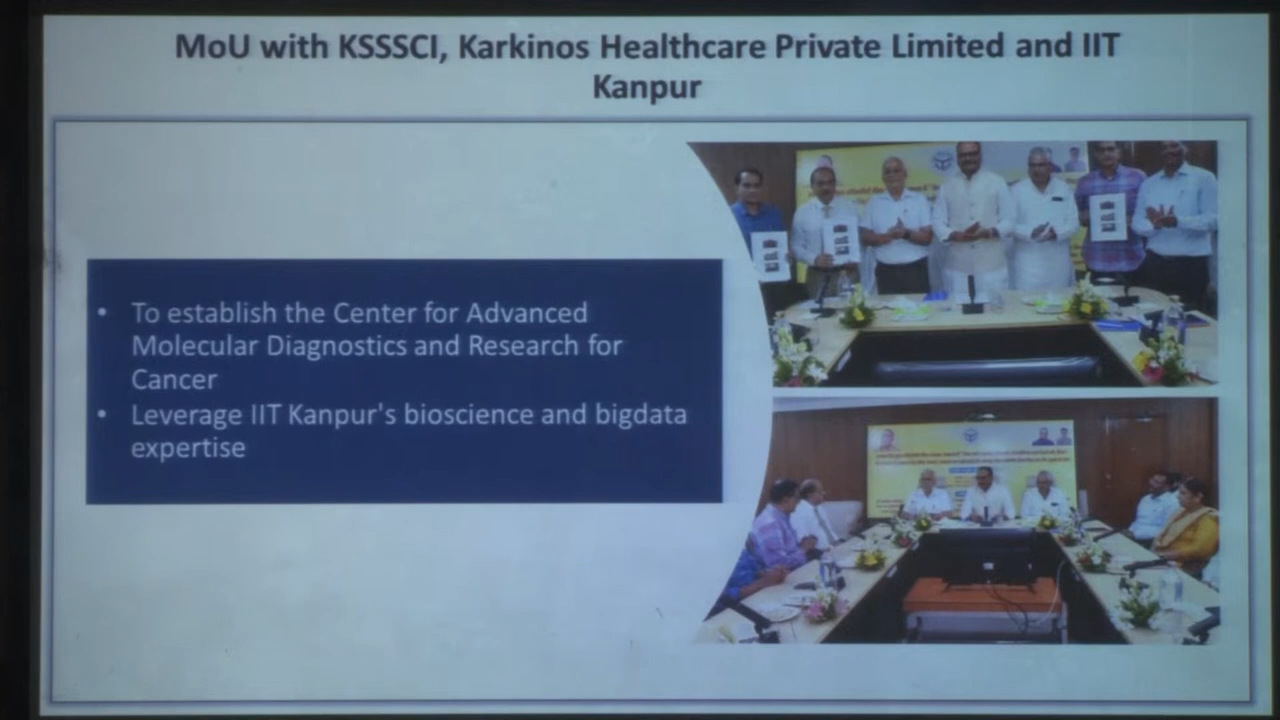 MoU with KSSSCI, Karkinos Healthcare Private Limited and IIT
Kanpur
• To establish the Center for Advanced
Molecular Diagnostics and Research for
Cancer
• Leverage IIT Kanpur's bioscience and bigdata
expertise